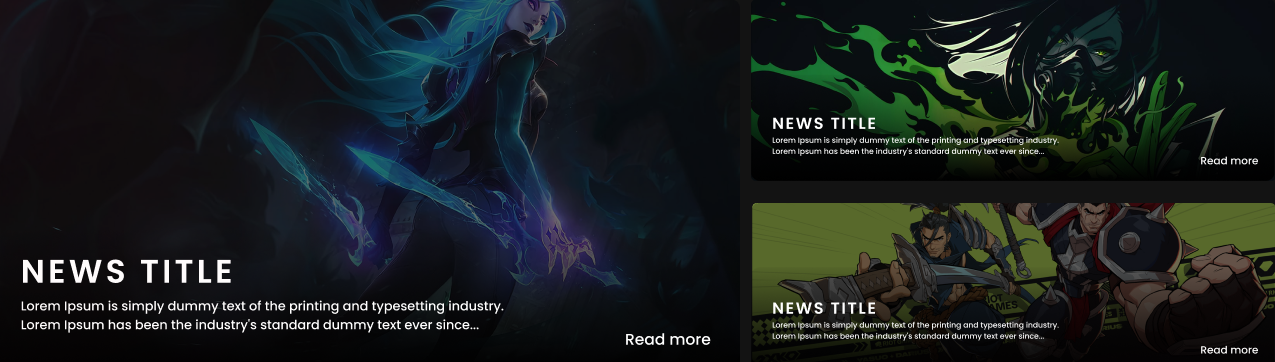 NEWS TITLE
Lorem Ipsum is simply dummy text of the printing and typesetting industry.
Lorem Ipsum has been the industry's standard dummy text ever since...
Read more
NEWS TITLE
Lorem Ipsum is simply dummy text of the printing and typesetting industry.
Lorem Ipsum has been the industry's standard dummy text ever since...
Read more
NEWS TITLE
Lorem Ipsum is simply dummy text of the printing and typesetting industry.
Lorem Ipsum has been the industry's standard dummy text ever since...
Read more